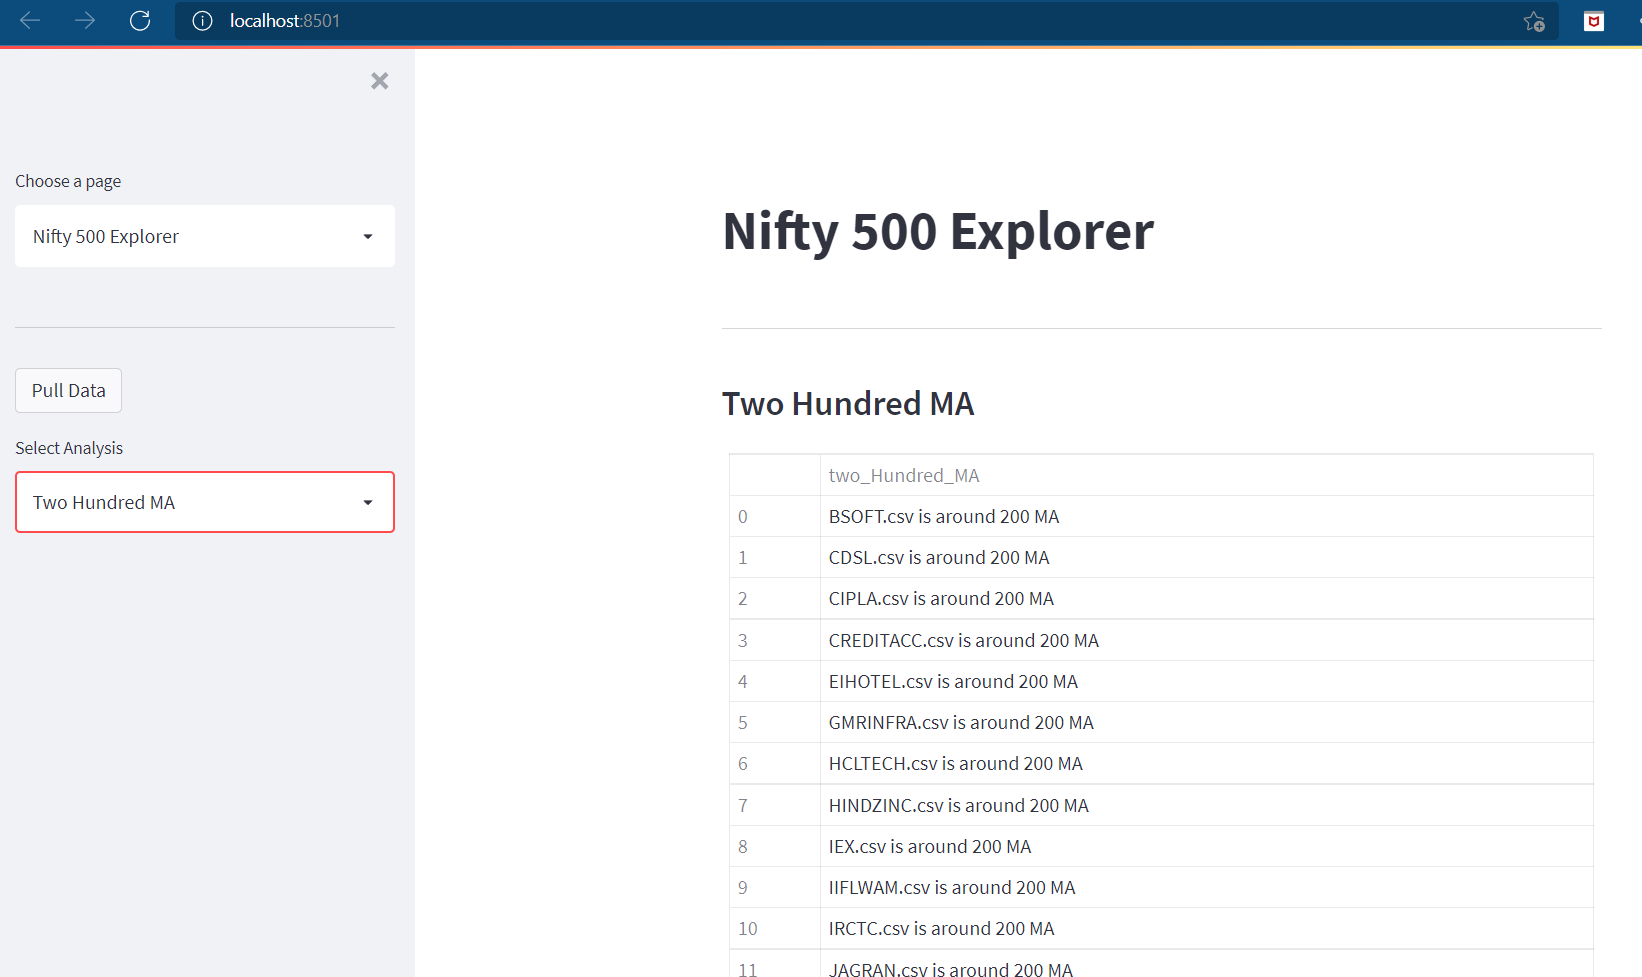 localhost:8501
Choose a page
Nifty 500 Explorer
Pull Data
Select Analysis
Two Hundred MA
Nifty 500 Explorer
Two Hundred MA
two_Hundred_MA
0 BSOFT.csv is around 200 MA
1 CDSL.csv is around 200 MA
2 CIPLA.csv is around 200 MA
3 CREDITACC.csv is around 200 MA
4 EIHOTEL.csv is around 200 MA
5 GMRINFRA.csv is around 200 MA
6 HCLTECH.csv is around 200 MA
7 HINDZINC.csv is around 200 MA
8 IEX.csv is around 200 MA
9 IIFLWAM.csv is around 200 MA
10 IRCTC.csv is around 200 MA
11 JAGRAN.csv is around 200 MA